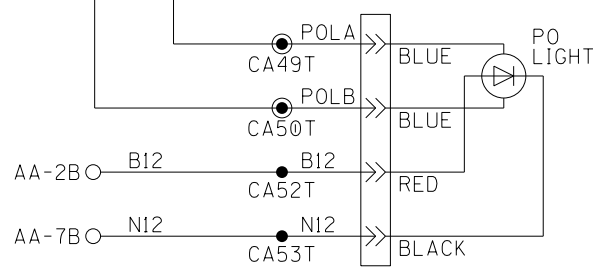 POLA
PO
LIGHT
CA49T
BLUE
POLB
CA50T
BLUE
AA-2B
B12
B12
CA52T
RED
AA-7B
N12
N12
CA53T
BLACK